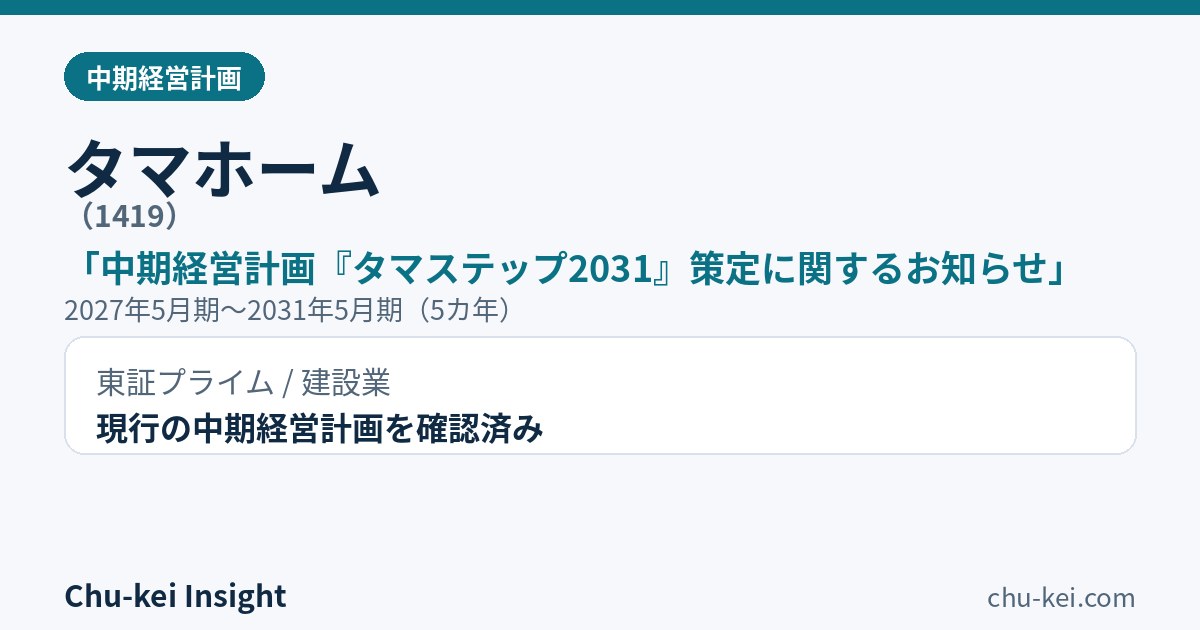 中期経営計画
タマホーム
（1419）
「中期経営計画『タマステップ2031』策定に関するお知らせ」
2027年5月期～2031年5月期（5カ年）
東証プライム / 建設業
現行の中期経営計画を確認済み
Chu-kei Insight
chu-kei.com